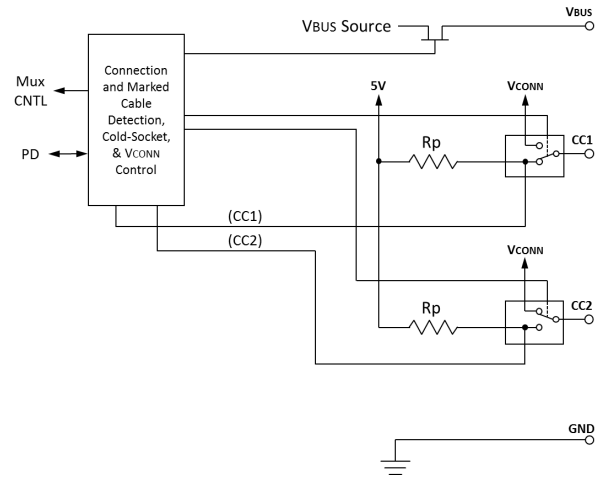 VBUS
VBUS Source
Connection
and Marked
Cable
Detection,
Cold-Socket,
& VCONN
Control
Mux
CNTL
PD
5V
VCONN
Rp
CC1
(CC1)
(CC2)
VCONN
Rp
CC2
GND